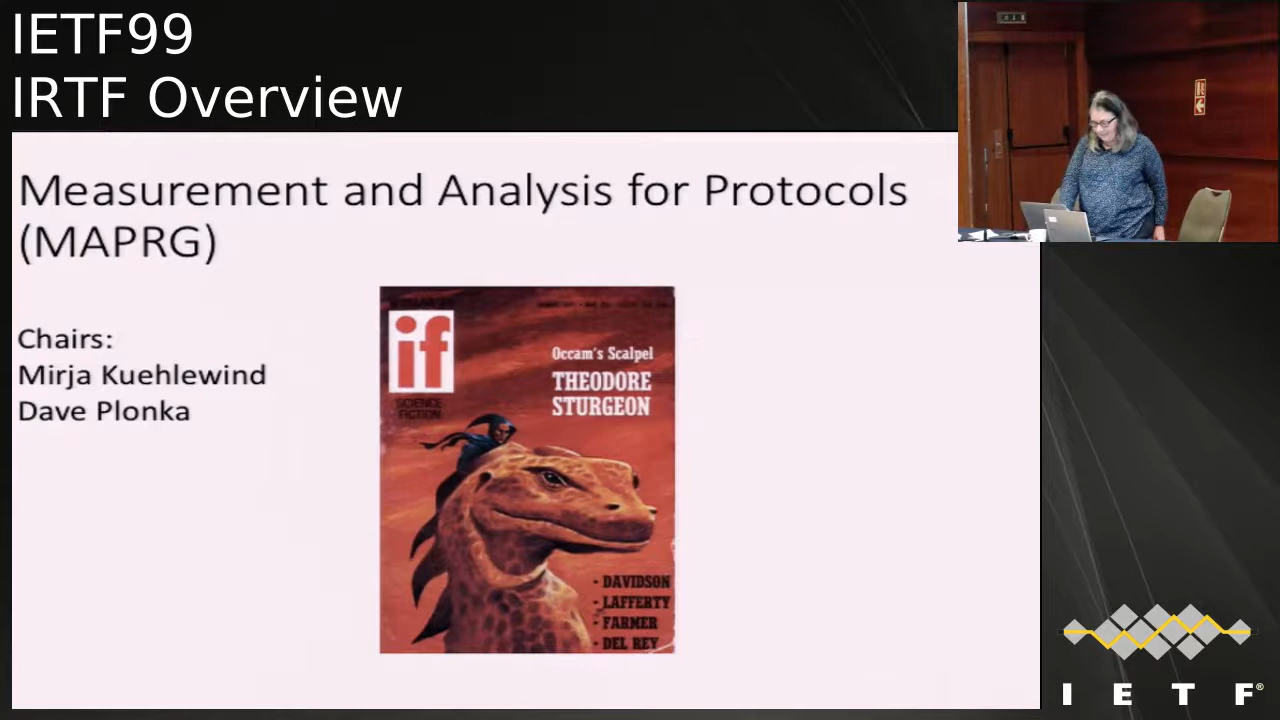 IETF99
IRTF Overview
Measurement and Analysis for Protocols
(MAPRG)
Chairs:
Mirja Kuehlewind
Dave Plonka
if
SCIENCE
FICTION
Occam's Scalpel
THEODORE
STURGEON
- DAVIDSON
- LAFFERTY
- FARMER
- DEL REY
I E T F®